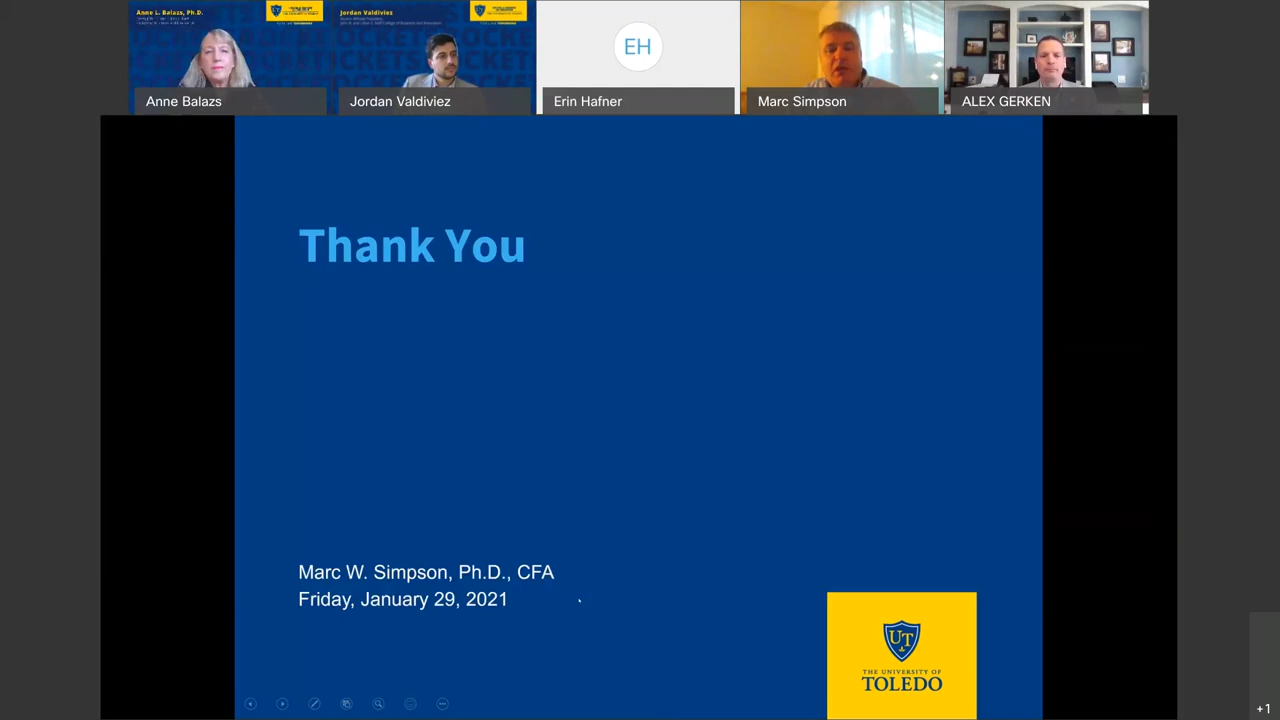 Anne L. Balazs, Ph.D.
Jordan Valdiviez
EH
Anne Balazs
Jordan Valdiviez
Erin Hafner
Marc Simpson
ALEX GERKEN
Thank You
Marc W. Simpson, Ph.D., CFA
Friday, January 29, 2021
UT
THE UNIVERSITY OF
TOLEDO
+1